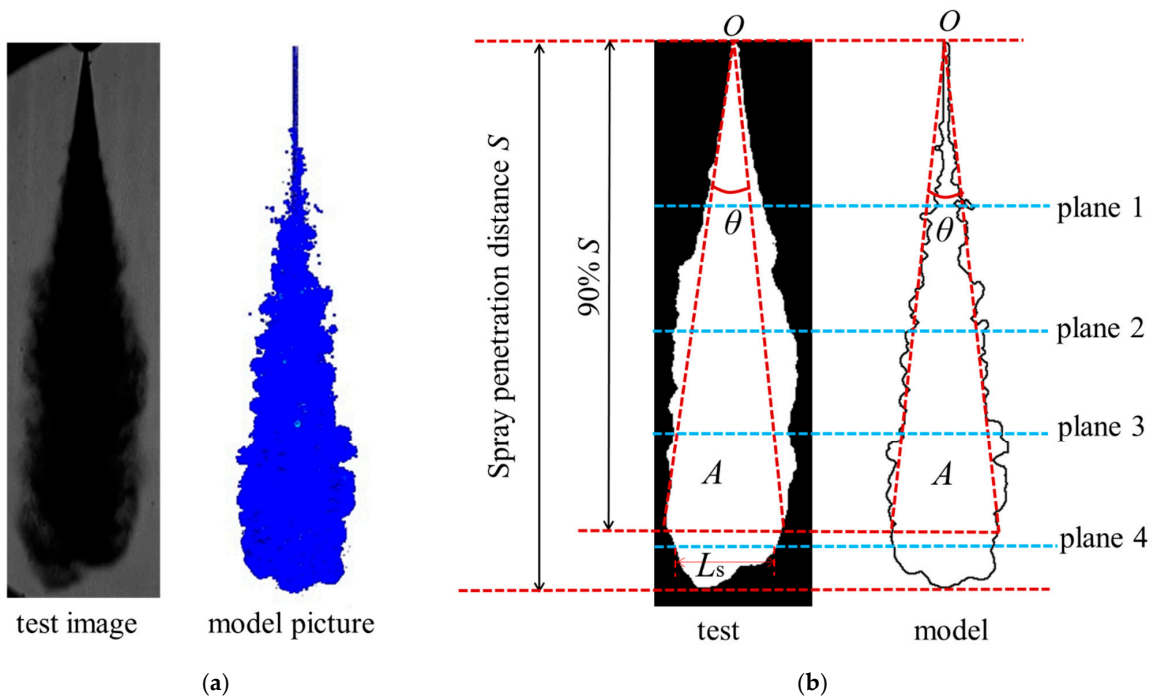 test image
model picture
(a)
Spray penetration distance S
90% S
O
O
θ
θ
plane 1
plane 2
plane 3
plane 4
A
A
Ls
test
model
(b)